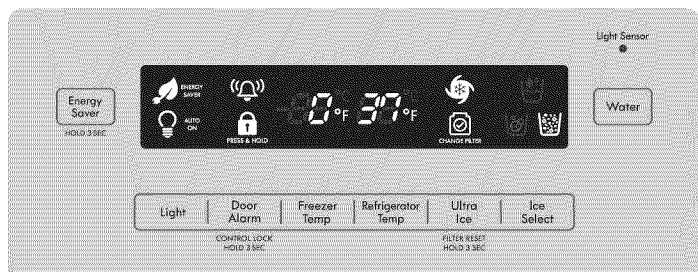 Light Sensor
Energy
Saver
HOLD 3 SEC
ENERGY
SAVER
AUTO
ON
PRESS & HOLD
0°F 37°F
CHANGE FILTER
Water
Light
Door
Alarm
Freezer
Temp
Refrigerator
Temp
Ultra
Ice
Ice
Select
CONTROL LOCK
HOLD 3 SEC
FILTER RESET
HOLD 3 SEC